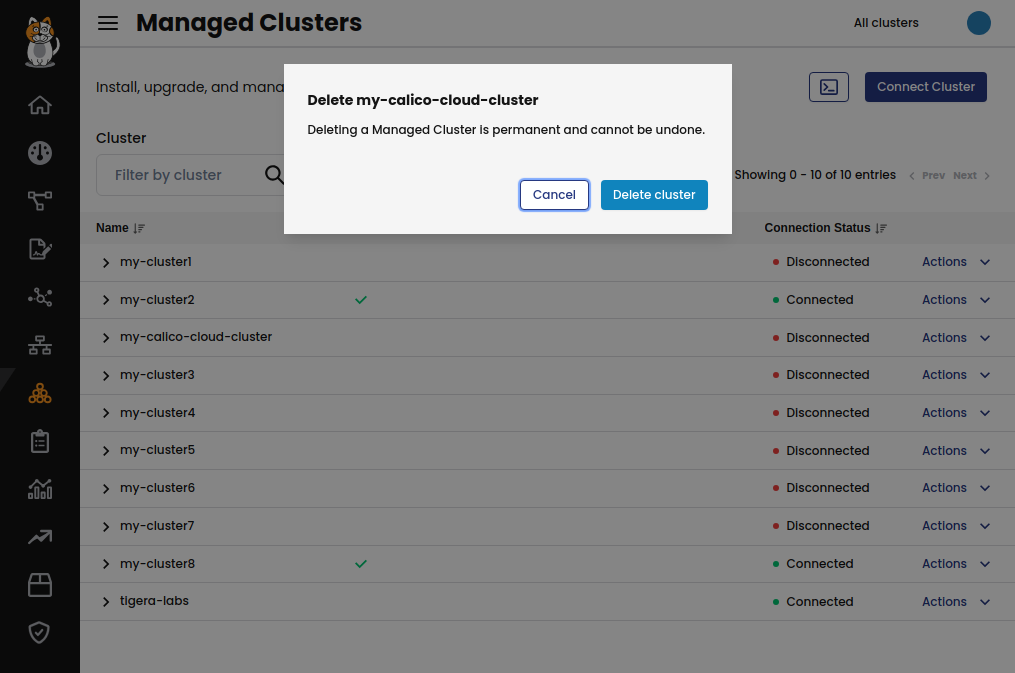 Managed Clusters
All clusters
Install, upgrade, and mana
Connect Cluster
Delete my-calico-cloud-cluster
Deleting a Managed Cluster is permanent and cannot be undone.
Cancel
Delete cluster
Cluster
Filter by cluster
Showing 0 - 10 of 10 entries
Prev
Next
Name
Connection Status
my-cluster1 Disconnected Actions
my-cluster2 Connected Actions
my-calico-cloud-cluster Disconnected Actions
my-cluster3 Disconnected Actions
my-cluster4 Disconnected Actions
my-cluster5 Disconnected Actions
my-cluster6 Disconnected Actions
my-cluster7 Disconnected Actions
my-cluster8 Connected Actions
tigera-labs Connected Actions